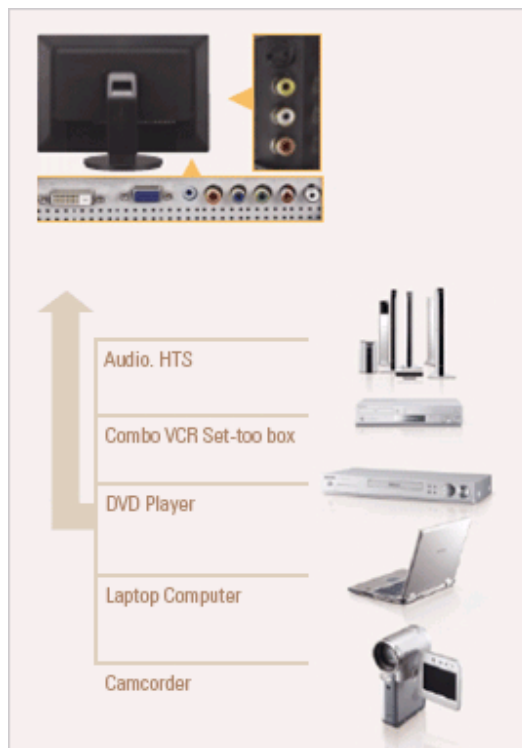 Audio. HTS
Combo VCR Set-too box
DVD Player
Laptop Computer
Camcorder